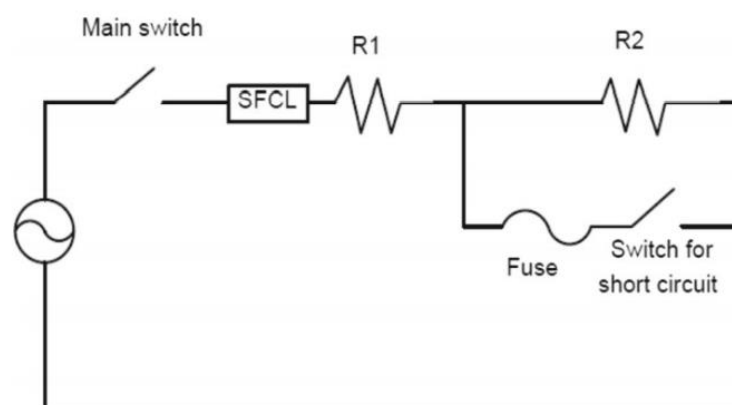 Main switch
R1
R2
SFCL
Fuse
Switch for
short circuit